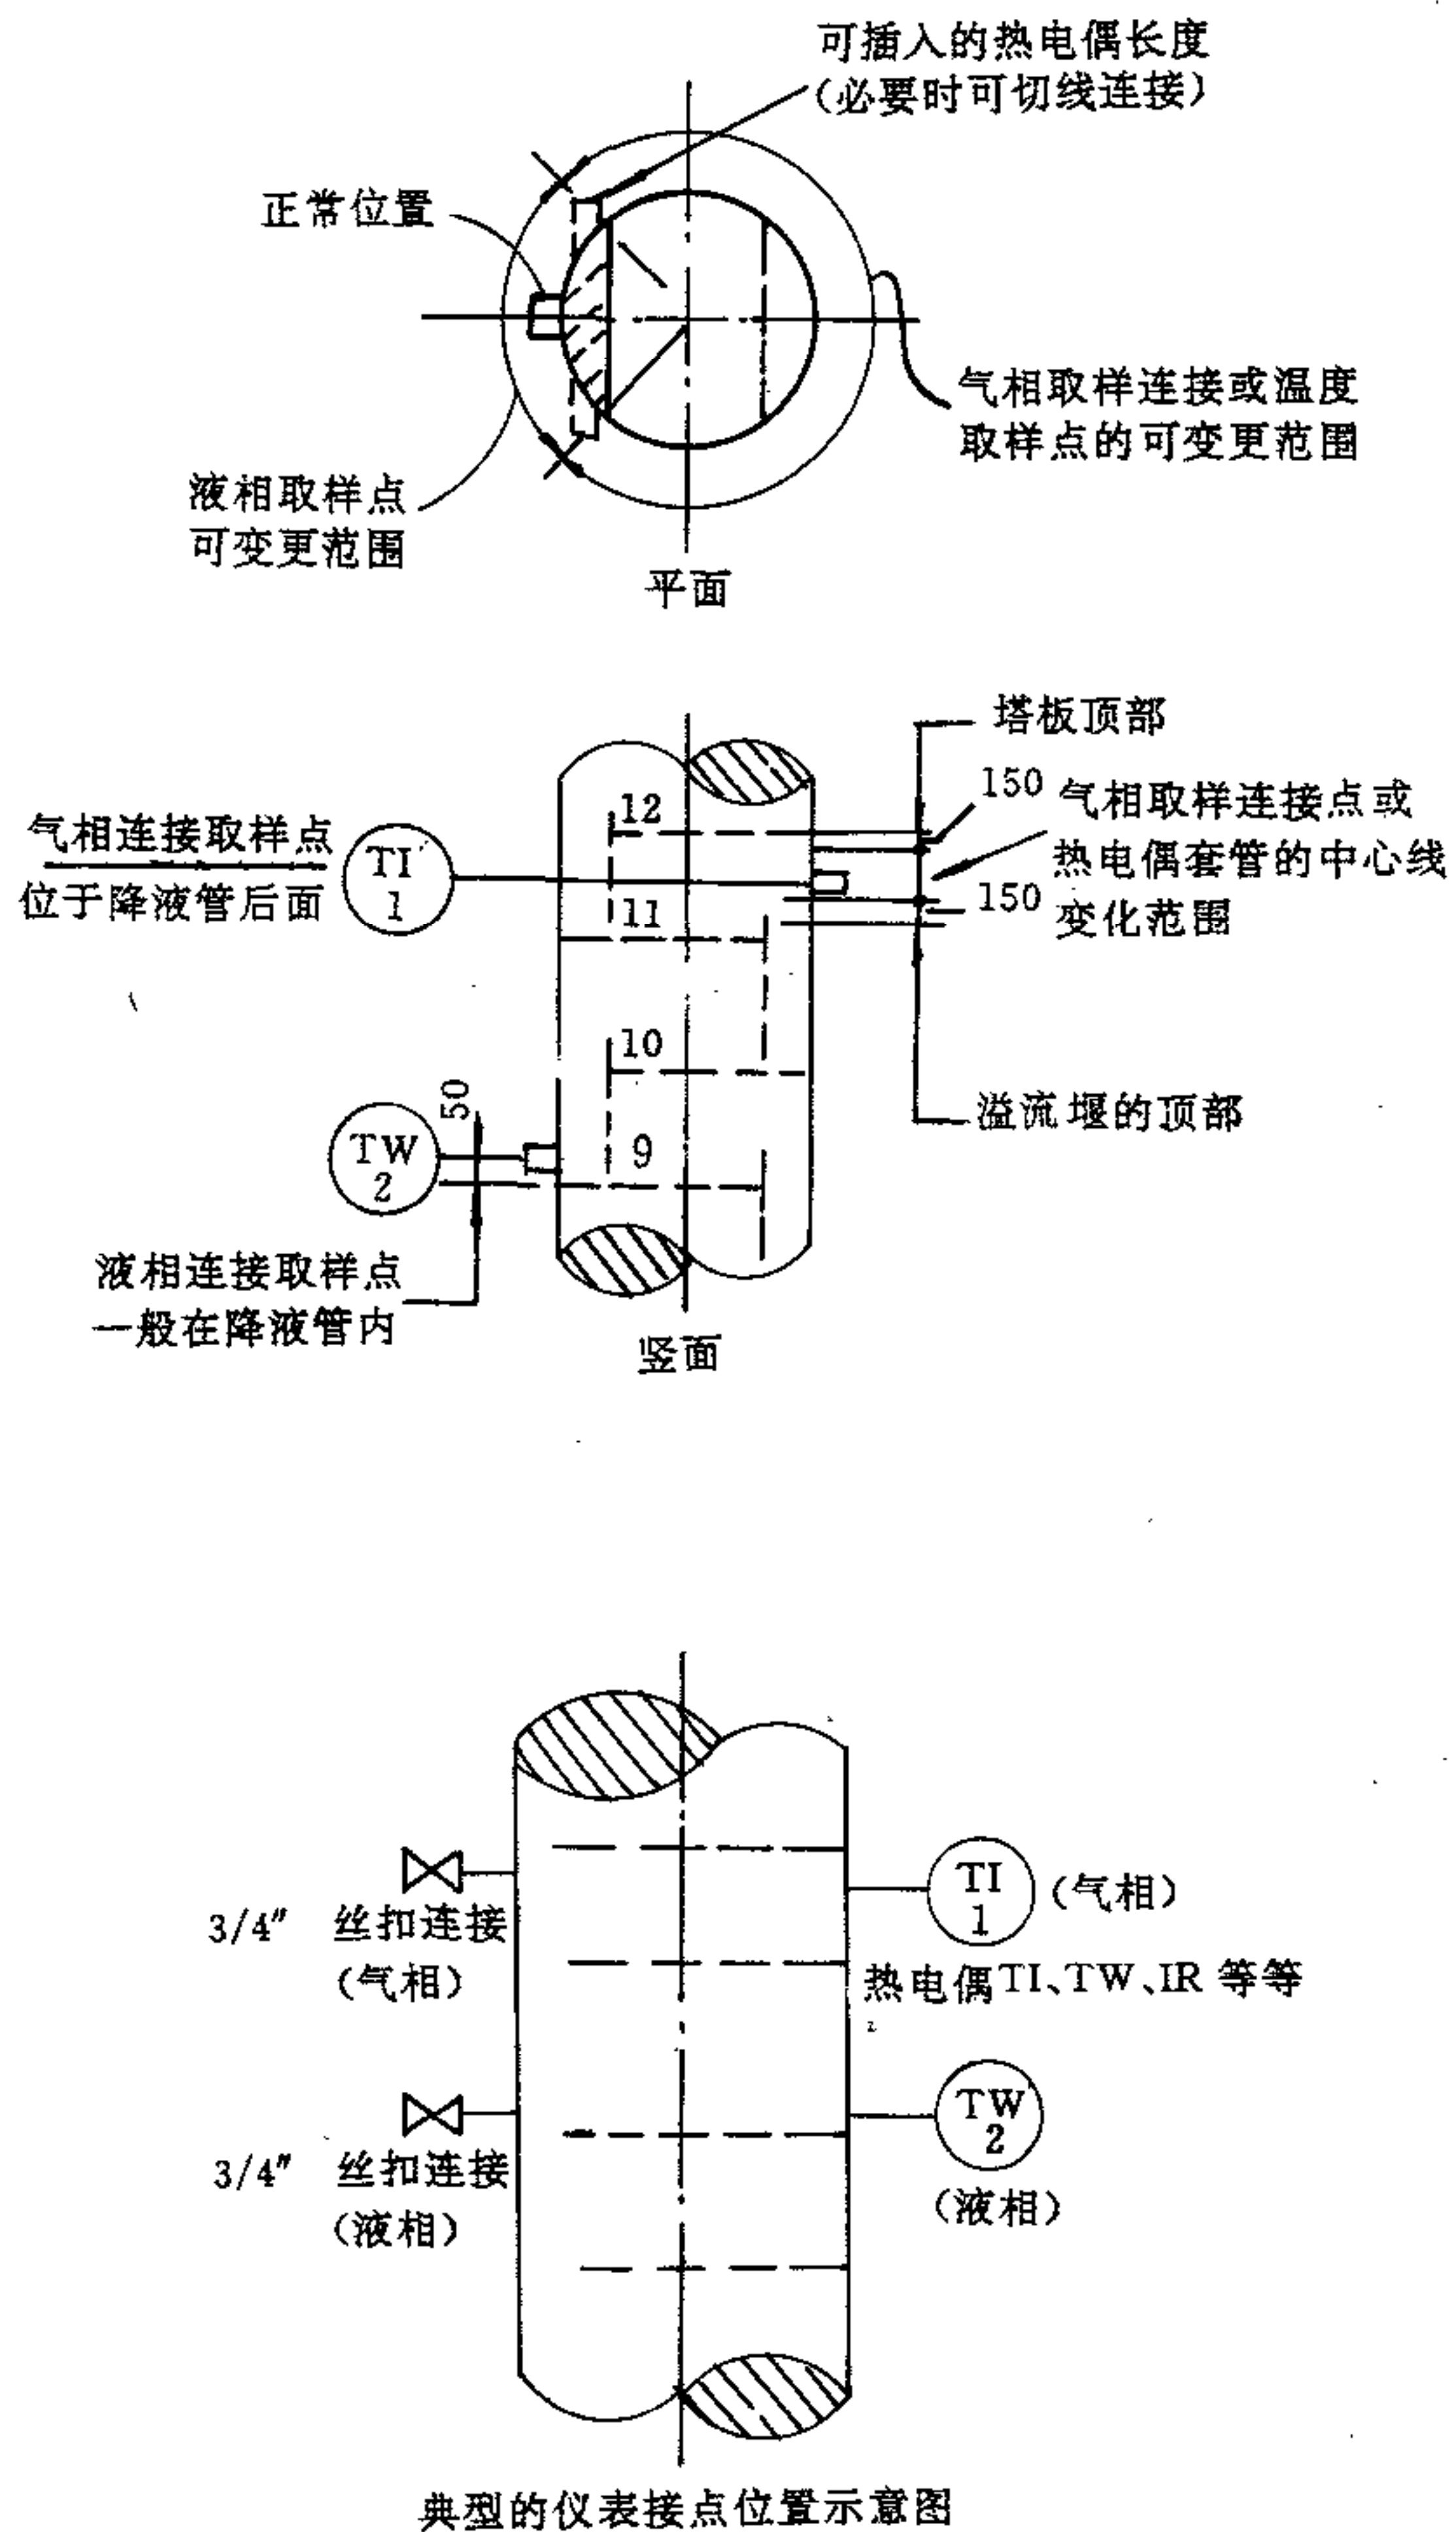 可插入的热电偶长度
（必要时可切线连接）
正常位置
气相取样连接或温度
取样点的可变更范围
液相取样点
可变更范围
平面
塔板顶部
150
气相取样连接点或
热电偶套管的中心线
变化范围
150
12
气相连接取样点
位于降液管后面
TI
1
11
10
溢流堰的顶部
50
TW
2
9
液相连接取样点
一般在降液管内
竖面
3/4″ 丝扣连接
（气相）
TI
1
（气相）
热电偶TI、TW、IR等等
3/4″ 丝扣连接
（液相）
TW
2
（液相）
典型的仪表接点位置示意图